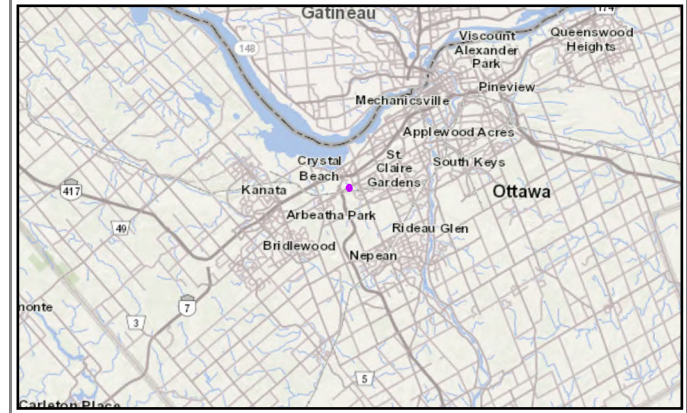 Gatineau
174
148
Viscount
Alexander
Park
Queenswood
Heights
Pineview
Mechanicsville
Applewood Acres
Crystal
Beach
St.
Claire
Gardens
South Keys
417
Kanata
Ottawa
49
Arbeatha Park
Rideau Glen
Bridlewood
Nepean
monte
7
3
5
Carleton Place